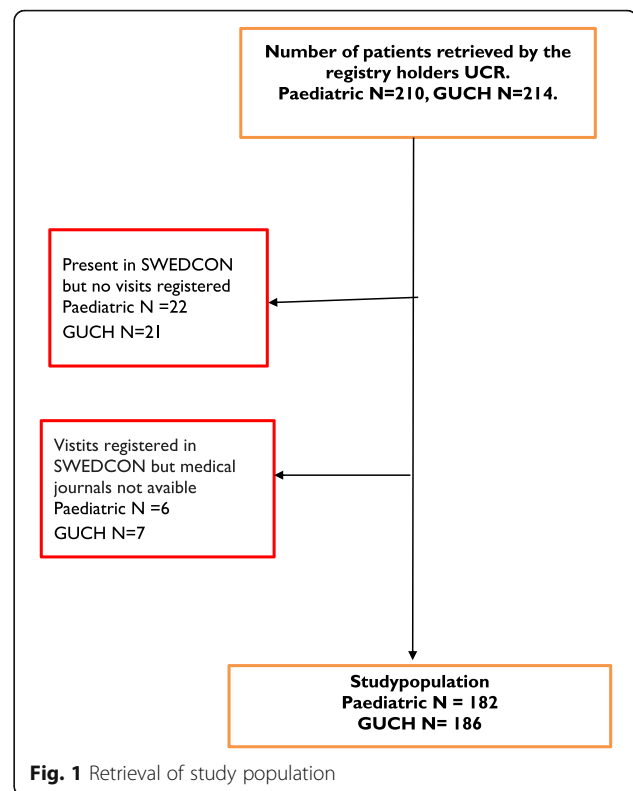 Number of patients retrieved by the
registry holders UCR.
Paediatric N=210, GUCH N=214.
Present in SWEDCON
but no visits registered
Paediatric N =22
GUCH N=21
Vistits registered in
SWEDCON but medical
journals not avaible
Paediatric N =6
GUCH N=7
Studypopulation
Paediatric N = 182
GUCH N= 186
Fig. 1 Retrieval of study population